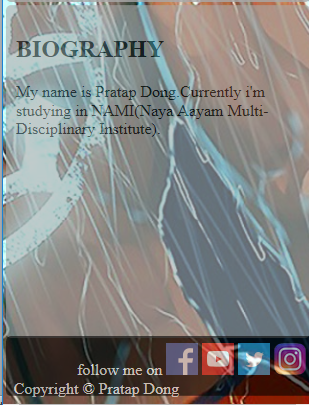 BIOGRAPHY
My name is Pratap Dong.Currently i'm
studying in NAMI(Naya Aayam Multi-
Disciplinary Institute).
follow me on
Copyright © Pratap Dong